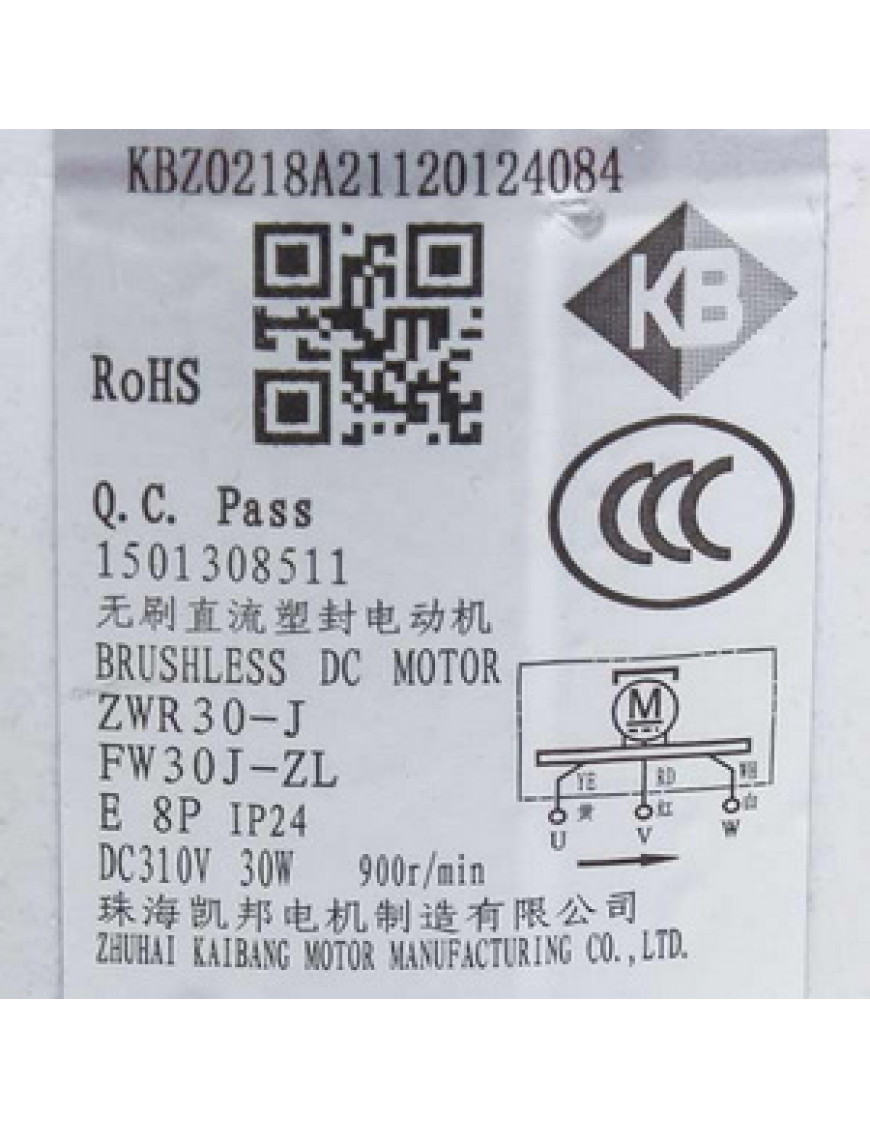 KBZ0218A21120124084
KB
RoHS
CCC
Q.C. Pass
1501308511
无刷直流塑封电动机
BRUSHLESS DC MOTOR
ZWR30-J
FW30J-ZL
E 8P IP24
DC310V 30W 900r/min
珠海凯邦电机制造有限公司
ZHUHAI KAIBANG MOTOR MANUFACTURING CO.,LTD.
M
YE RD WH
黄 红 白
U V W